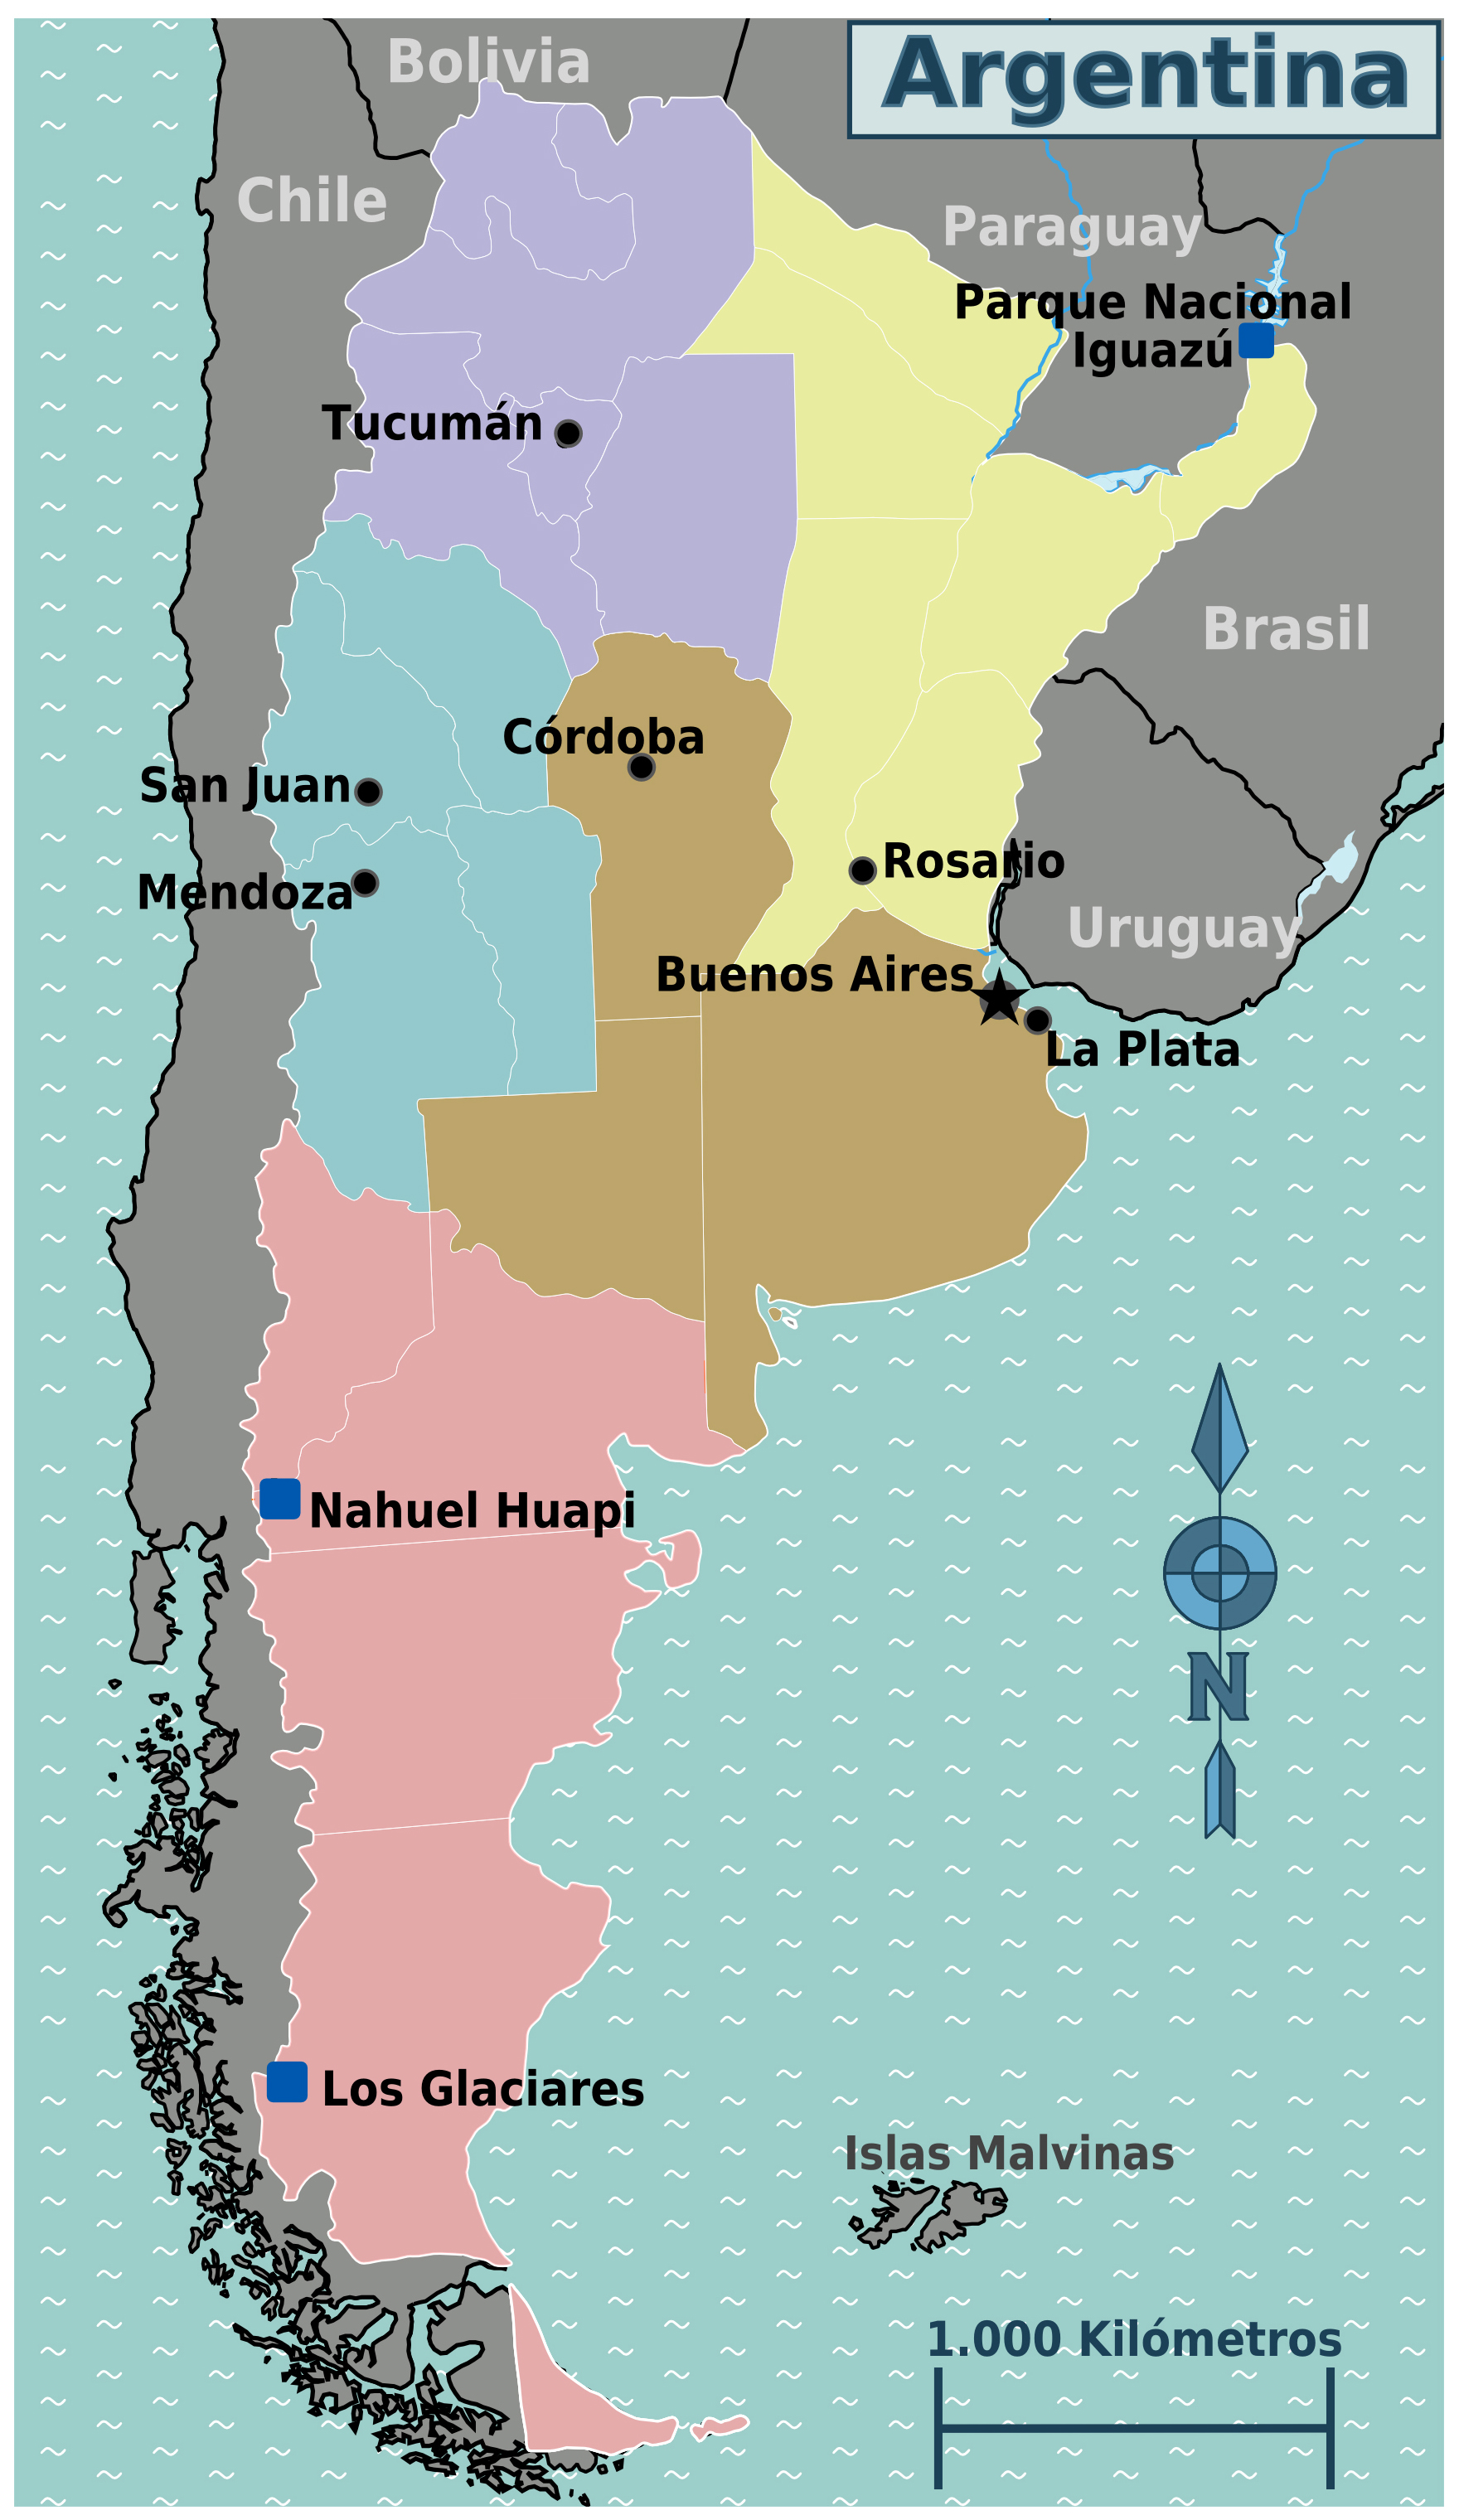 Argentina
Bolivia
Chile
Paraguay
Parque Nacional
Iguazú
Tucumán
Brasil
Córdoba
San Juan
Rosario
Mendoza
Uruguay
Buenos Aires
La Plata
Nahuel Huapi
N
Los Glaciares
Islas Malvinas
1.000 Kilómetros